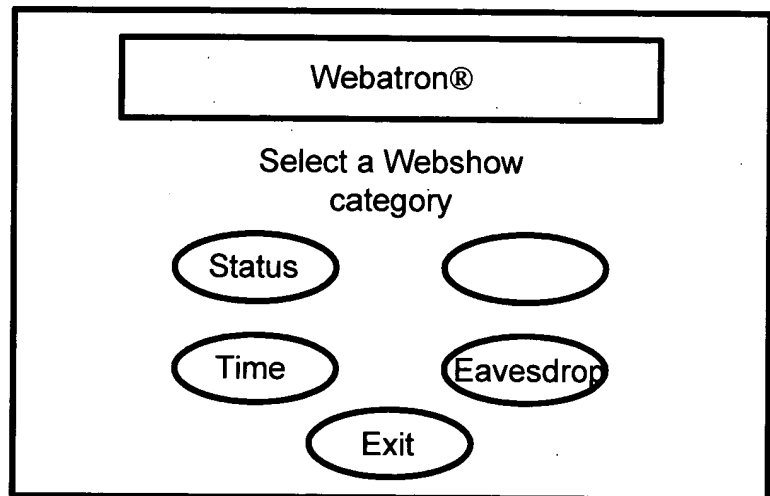 Webatron®
Select a Webshow
category
Status
Time
Eavesdrop
Exit